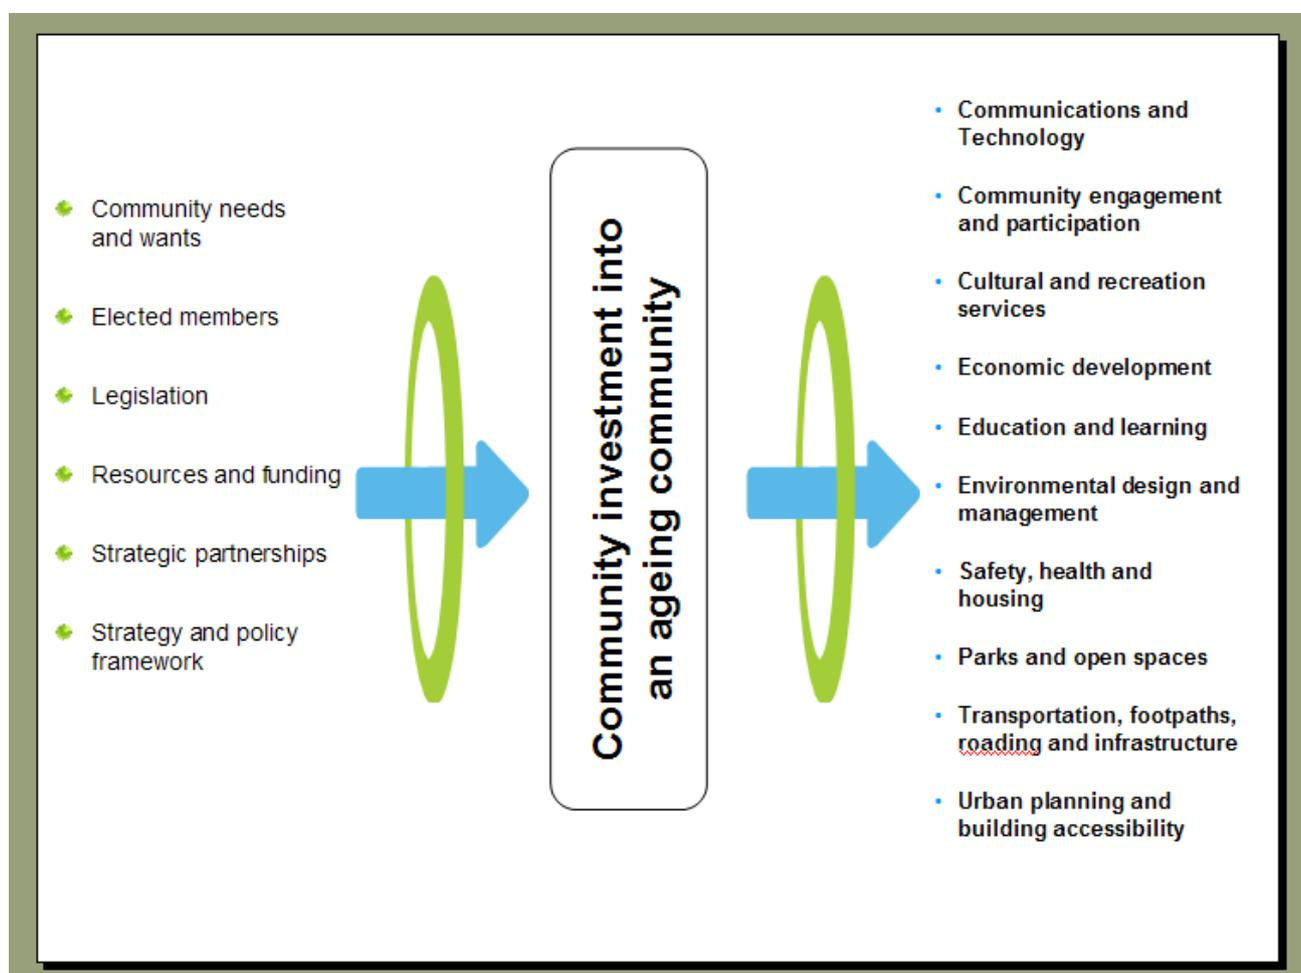 Community needs
and wants
Elected members
Legislation
Resources and funding
Strategic partnerships
Strategy and policy
framework
Community investment into
an ageing community
Communications and
Technology
Community engagement
and participation
Cultural and recreation
services
Economic development
Education and learning
Environmental design and
management
Safety, health and
housing
Parks and open spaces
Transportation, footpaths,
roading and infrastructure
Urban planning and
building accessibility